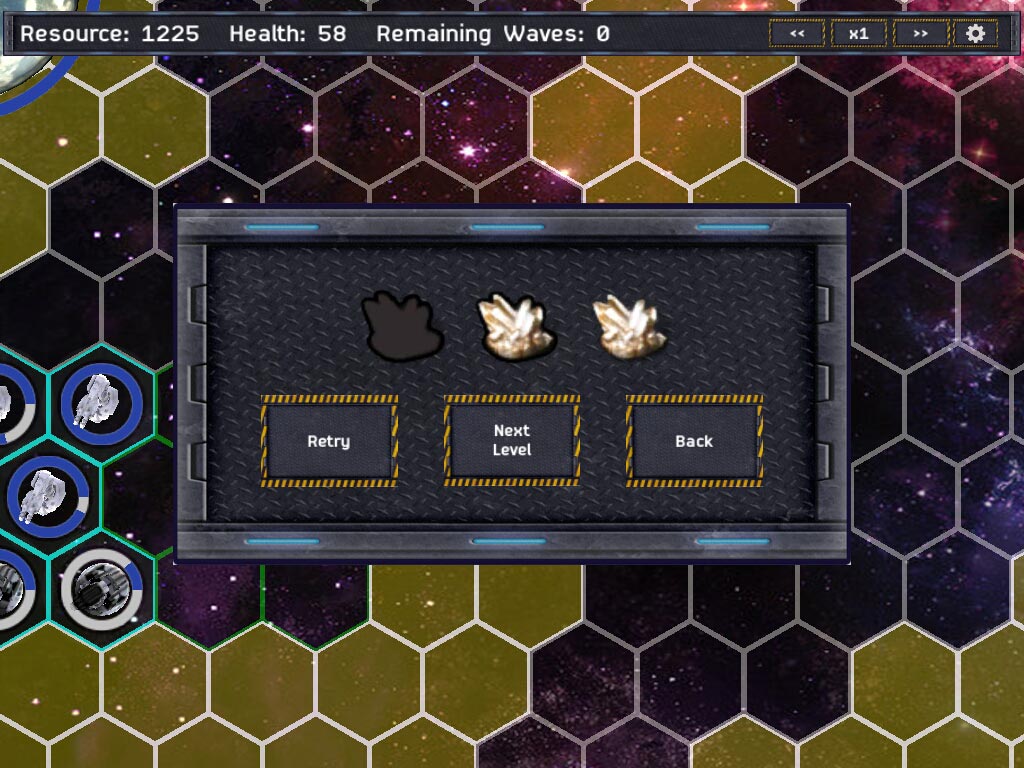 Resource: 1225 Health: 58 Remaining Waves: 0 << x1 >>
Retry
Next
Level
Back